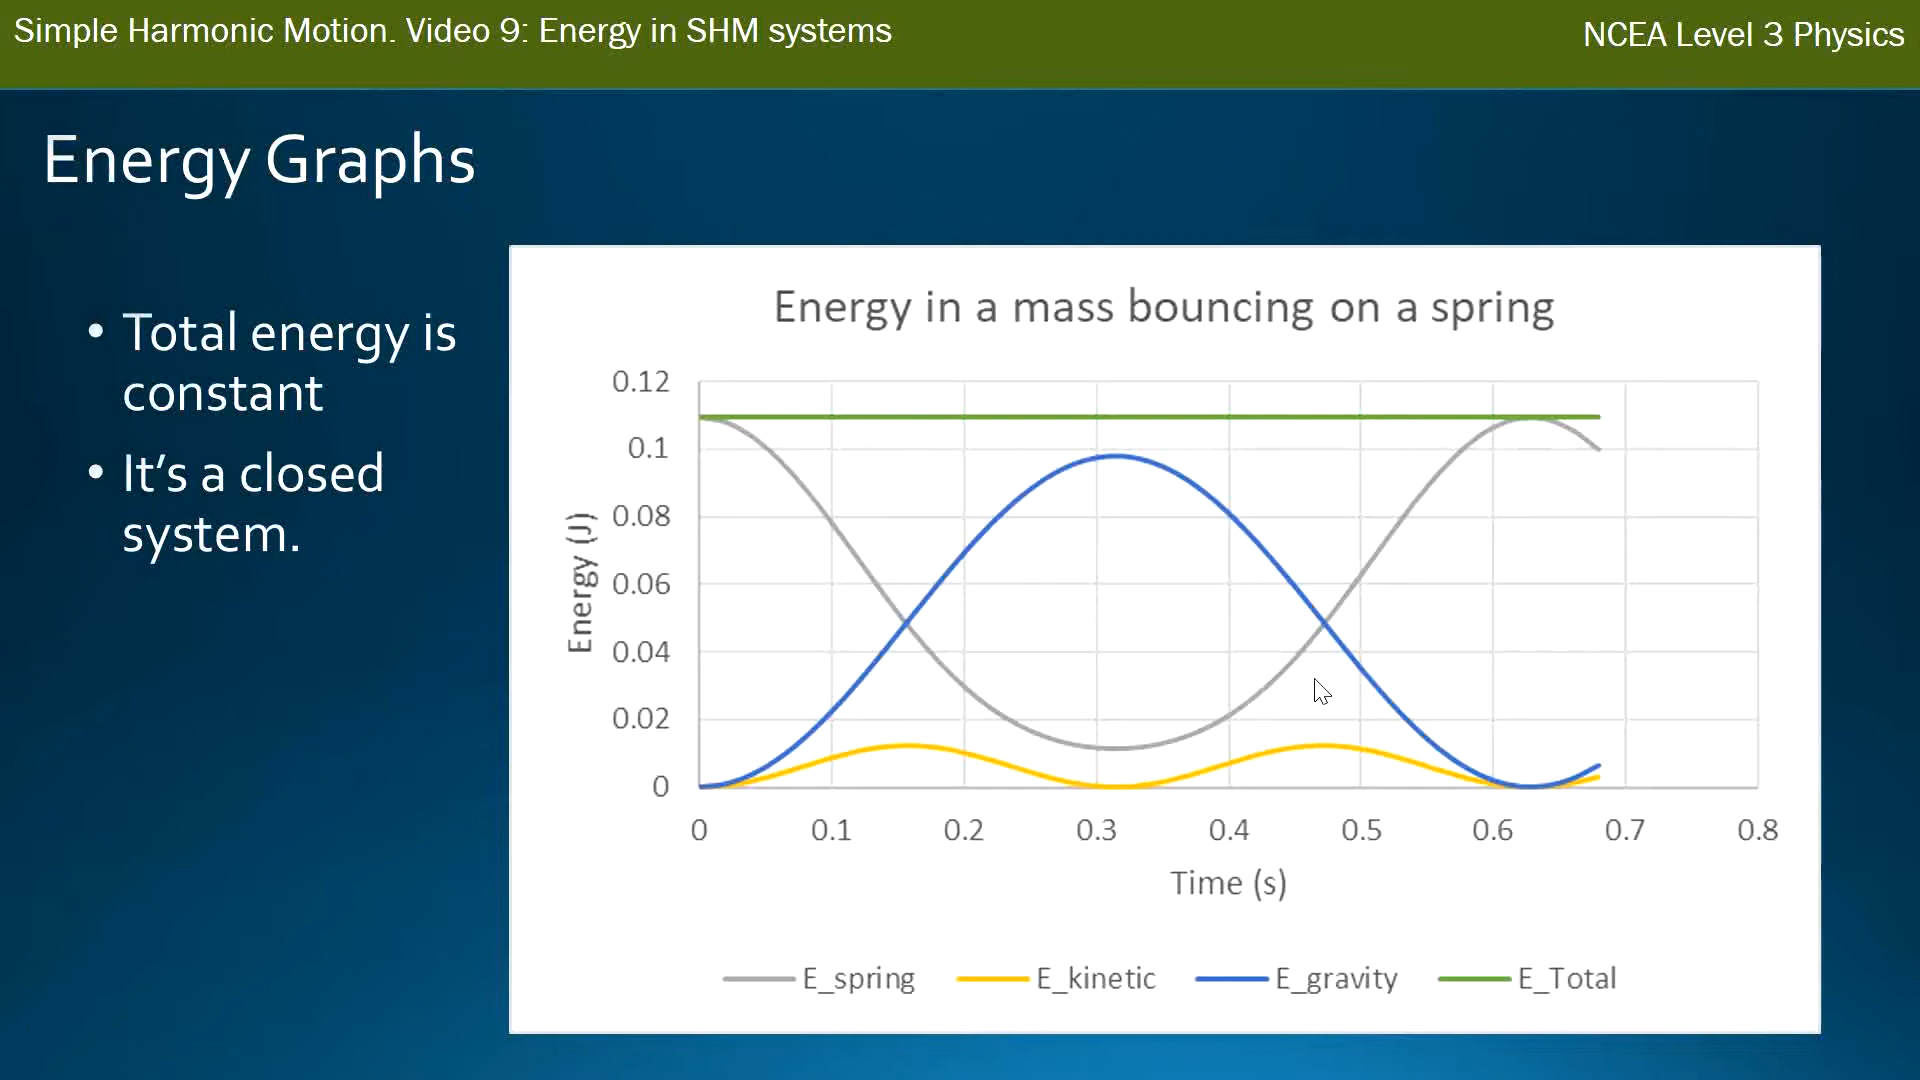 Simple Harmonic Motion. Video 9: Energy in SHM systems
NCEA Level 3 Physics
Energy Graphs
• Total energy is
constant
• It’s a closed
system.
Energy in a mass bouncing on a spring
0.12
0.1
0.08
0.06
0.04
0.02
0
Energy (J)
0 0.1 0.2 0.3 0.4 0.5 0.6 0.7 0.8
Time (s)
E_spring E_kinetic E_gravity E_Total